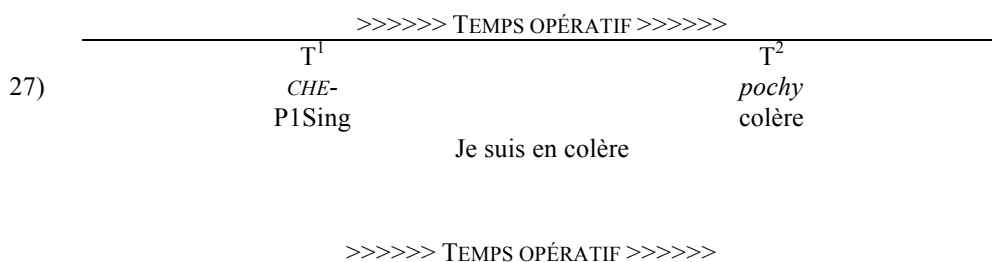 >>>>>> TEMPS OPÉRATIF >>>>>>
T¹ T²
27) CHE- pochy
P1Sing colère
Je suis en colère
>>>>>> TEMPS OPÉRATIF >>>>>>